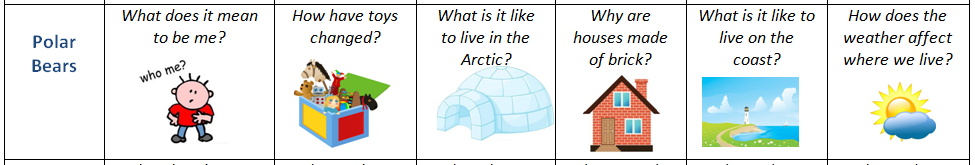 Polar
Bears
What does it mean
to be me?
who me?
How have toys
changed?
What is it like
to live in the
Arctic?
Why are
houses made
of brick?
What is it like to
live on the
coast?
How does the
weather affect
where we live?